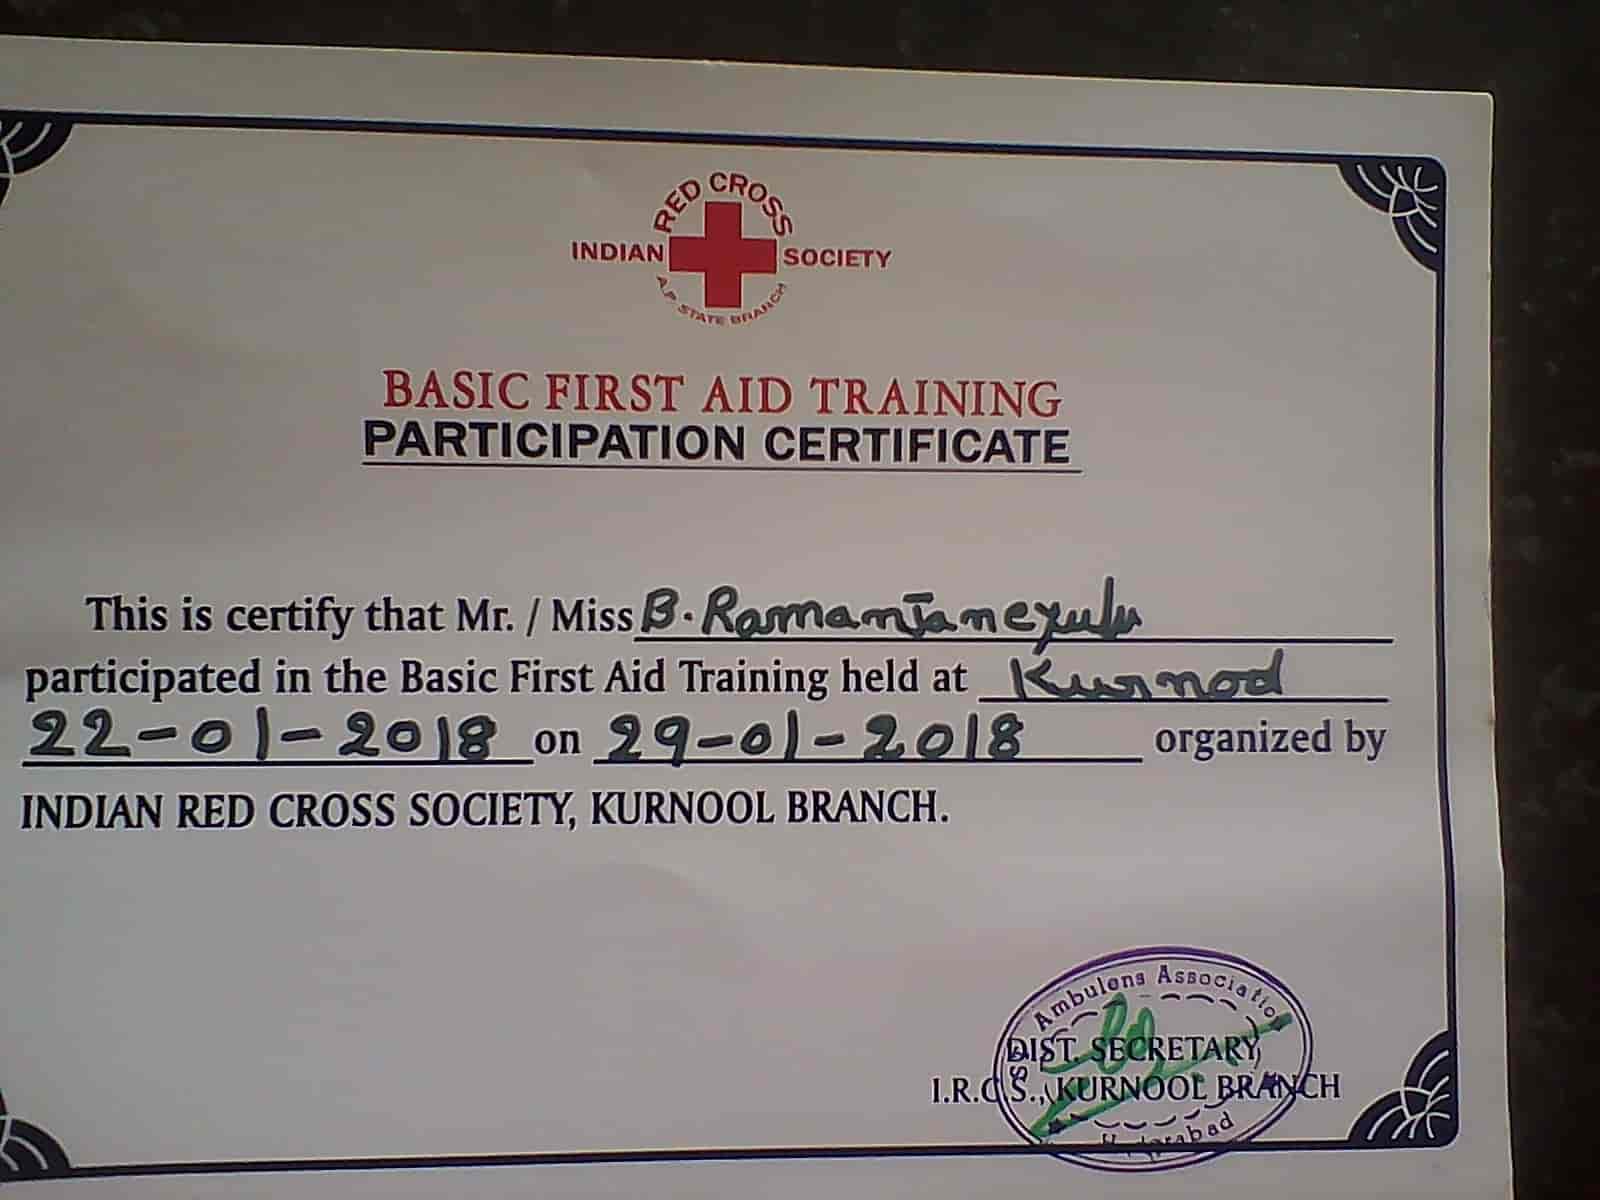 RED CROSS
INDIAN SOCIETY
A.P. STATE BRANCH
BASIC FIRST AID TRAINING
PARTICIPATION CERTIFICATE
This is certify that Mr. / Miss B. Ramanjaneyulu
participated in the Basic First Aid Training held at Kurnool
22-01-2018 on 29-01-2018 organized by
INDIAN RED CROSS SOCIETY, KURNOOL BRANCH.
Ambulens Association
DIST. SECRETARY,
I.R.C.S., KURNOOL BRANCH